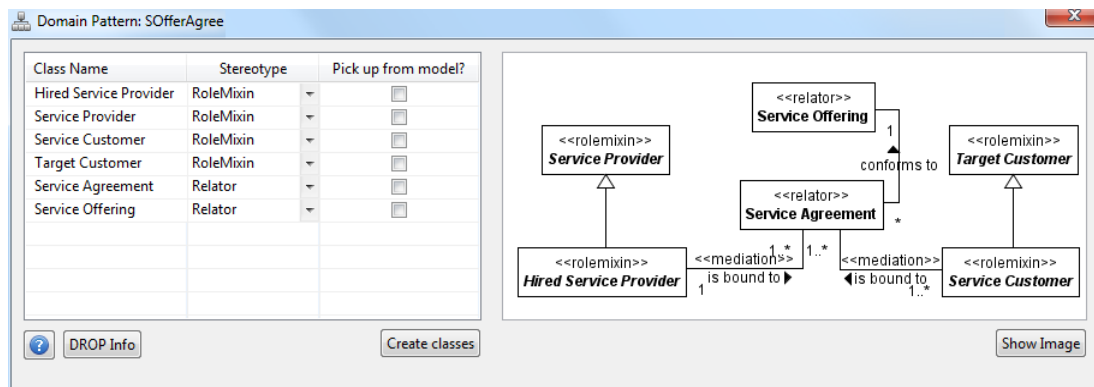 Domain Pattern: SOfferAgree
X
Class Name Stereotype Pick up from model?
Hired Service Provider RoleMixin
Service Provider RoleMixin
Service Customer RoleMixin
Target Customer RoleMixin
Service Agreement Relator
Service Offering Relator
? DROP Info Create classes
<<relator>>
Service Offering
1
<<rolemixin>>
Service Provider
conforms to
<<rolemixin>>
Target Customer
<<relator>>
Service Agreement
*
1..* 1..*
<<rolemixin>>
Hired Service Provider
<<mediation>>
is bound to
1
<<mediation>>
is bound to
1..*
<<rolemixin>>
Service Customer
Show Image